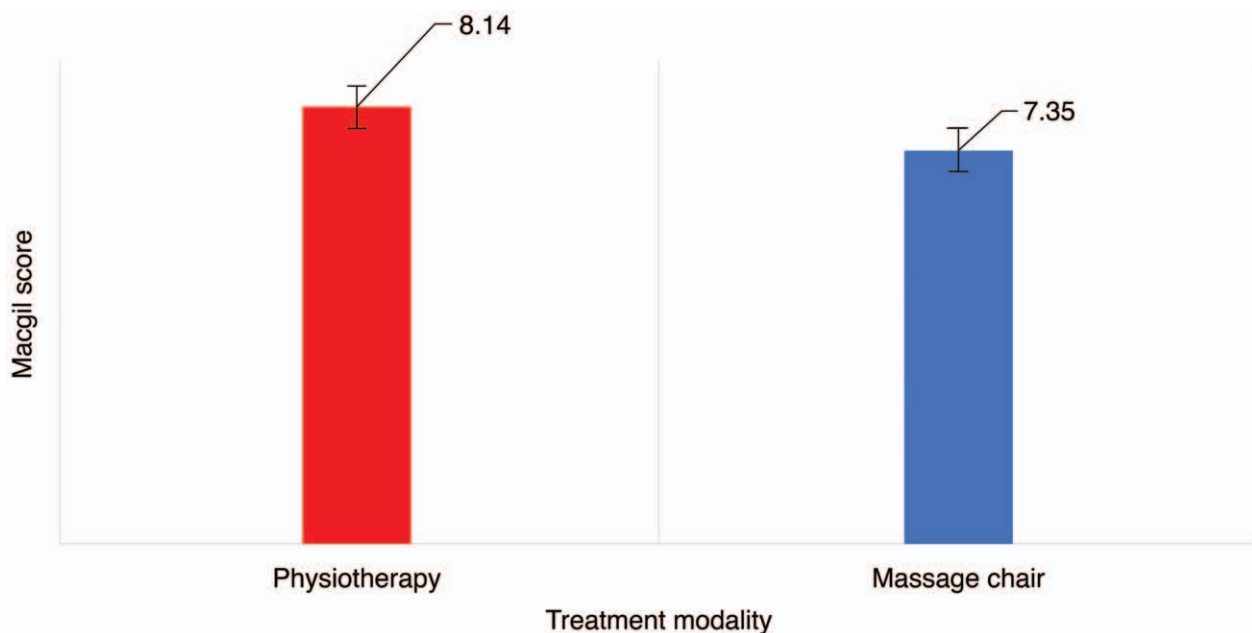 8.14
7.35
Macgil score
Physiotherapy
Massage chair
Treatment modality